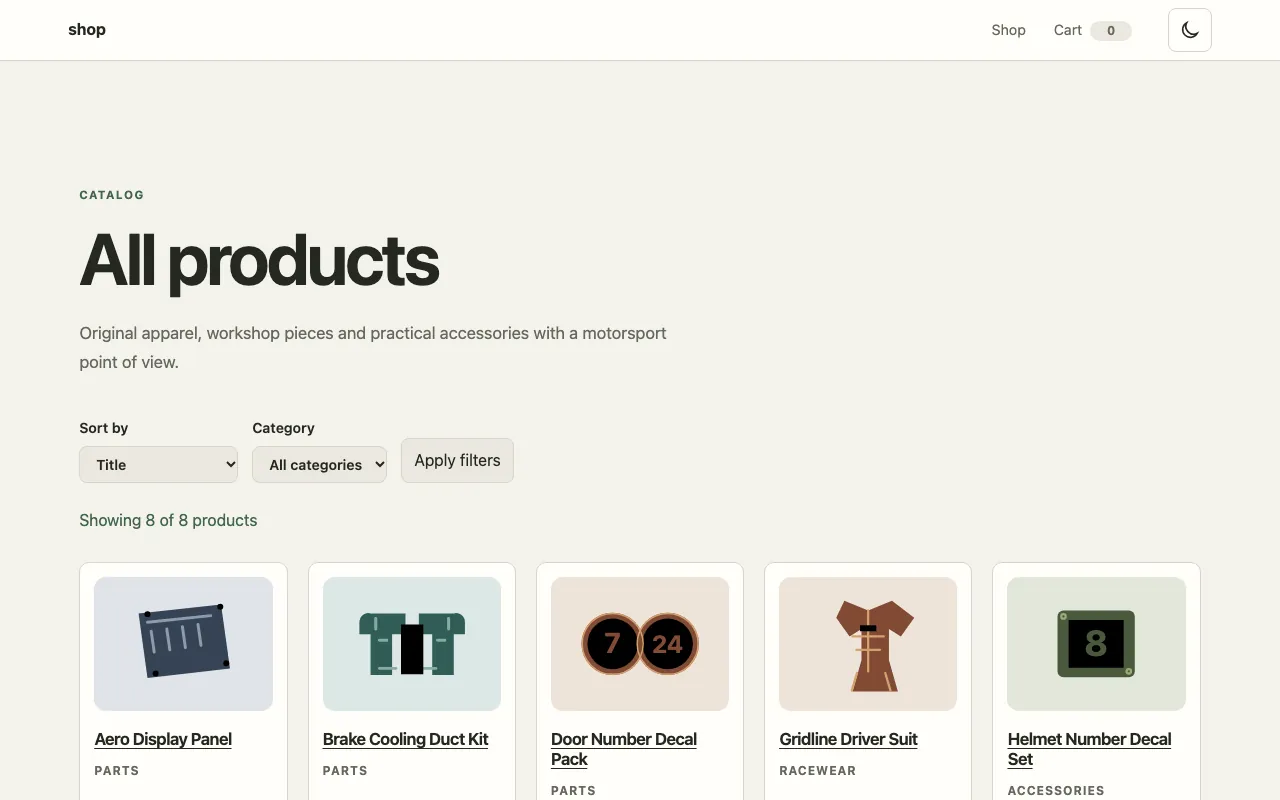 shop
Shop
Cart 0
CATALOG
All products
Original apparel, workshop pieces and practical accessories with a motorsport
point of view.
Sort by
Category
Title
All categories
Apply filters
Showing 8 of 8 products
7
24
8
Aero Display Panel
PARTS
Brake Cooling Duct Kit
PARTS
Door Number Decal
Pack
PARTS
Gridline Driver Suit
RACEWEAR
Helmet Number Decal
Set
ACCESSORIES